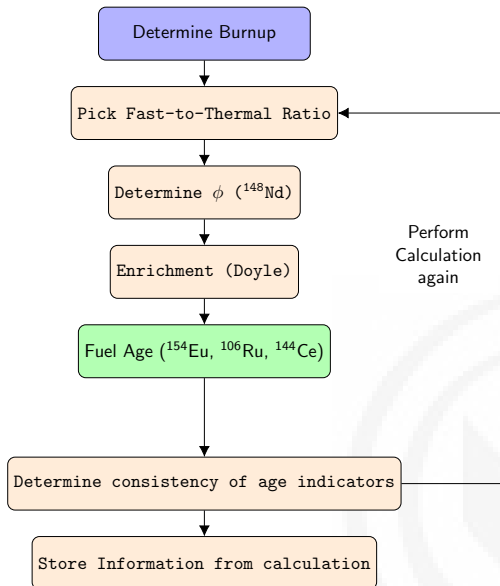 Determine Burnup
Pick Fast-to-Thermal Ratio
Determine ϕ (¹⁴⁸Nd)
Perform
Calculation
again
Enrichment (Doyle)
Fuel Age (¹⁵⁴Eu, ¹⁰⁶Ru, ¹⁴⁴Ce)
Determine consistency of age indicators
Store Information from calculation